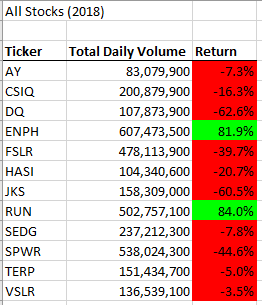 All Stocks (2018)
Ticker Total Daily Volume Return
AY 83,079,900 -7.3%
CSIQ 200,879,900 -16.3%
DQ 107,873,900 -62.6%
ENPH 607,473,500 81.9%
FSLR 478,113,900 -39.7%
HASI 104,340,600 -20.7%
JKS 158,309,000 -60.5%
RUN 502,757,100 84.0%
SEDG 237,212,300 -7.8%
SPWR 538,024,300 -44.6%
TERP 151,434,700 -5.0%
VSLR 136,539,100 -3.5%